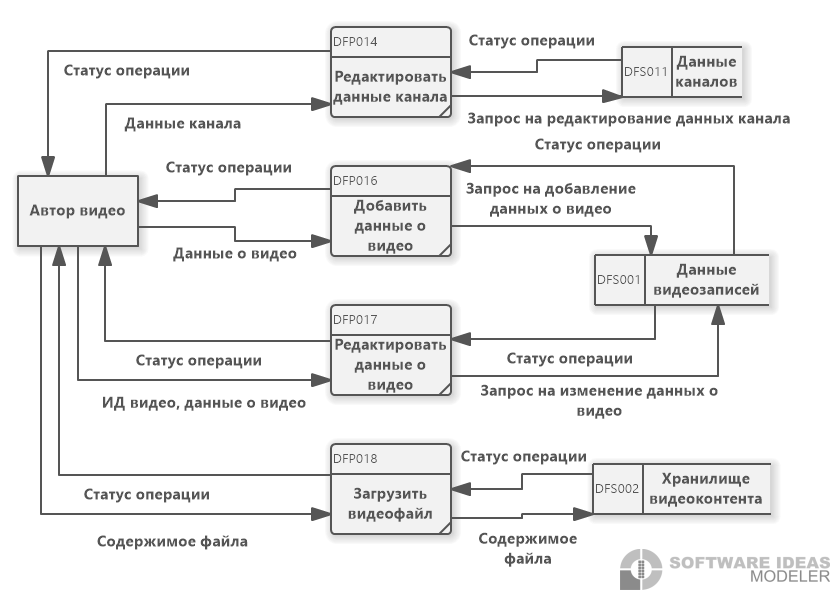 DFP014
Редактировать
данные канала
Статус операции
Данные канала
Статус операции
DFS011
Данные
каналов
Запрос на редактирование данных канала
Автор видео
Статус операции
Данные о видео
DFP016
Добавить
данные о
видео
Статус операции
Запрос на добавление
данных о видео
DFS001
Данные
видеозаписей
DFP017
Редактировать
данные о
видео
Статус операции
ИД видео, данные о видео
Статус операции
Запрос на изменение данных о
видео
DFP018
Загрузить
видеофайл
Статус операции
Содержимое файла
Статус операции
DFS002
Хранилище
видеоконтента
Содержимое
файла
SOFTWARE IDEAS
MODELER